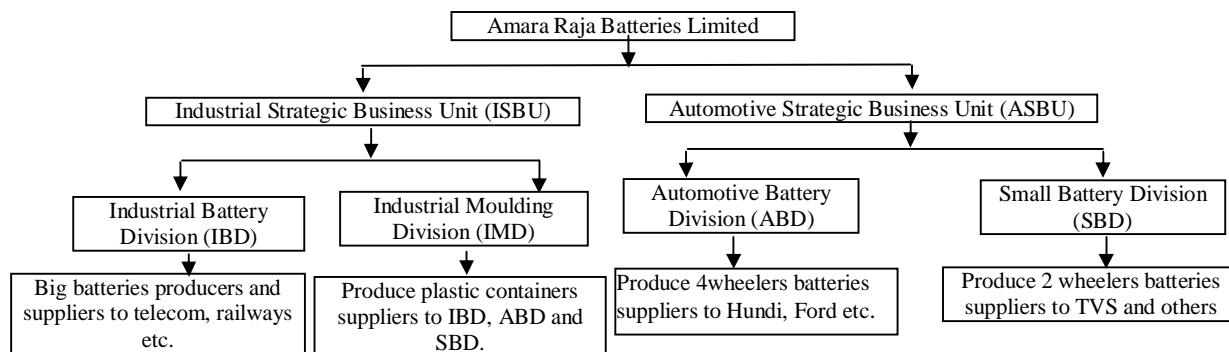 Amara Raja Batteries Limited
Industrial Strategic Business Unit (ISBU)
Automotive Strategic Business Unit (ASBU)
Industrial Battery
Division (IBD)
Industrial Moulding
Division (IMD)
Automotive Battery
Division (ABD)
Small Battery Division
(SBD)
Big batteries producers and
suppliers to telecom, railways
etc.
Produce plastic containers
suppliers to IBD, ABD and
SBD.
Produce 4wheelers batteries
suppliers to Hundi, Ford etc.
Produce 2 wheelers batteries
suppliers to TVS and others